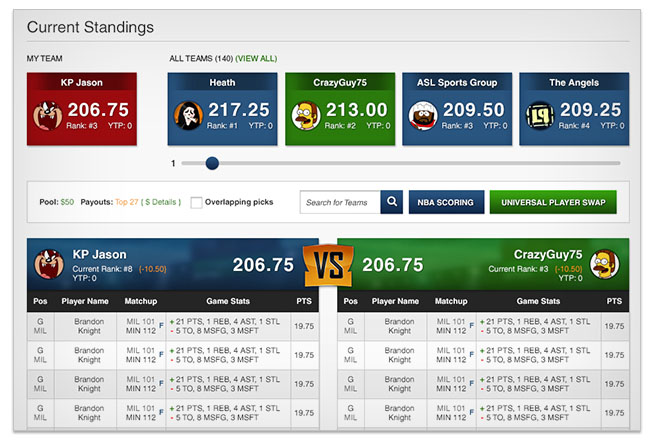 Current Standings
MY TEAM
ALL TEAMS (140) (VIEW ALL)
KP Jason
206.75
Rank: #3 YTP: 0
Heath
217.25
Rank: #1 YTP: 0
CrazyGuy75
213.00
Rank: #2 YTP: 0
ASL Sports Group
209.50
Rank: #3 YTP: 0
The Angels
209.25
Rank: #4 YTP: 0
1
Pool: $50 Payouts: Top 27 ( $ Details ) Overlapping picks
Search for Teams
NBA SCORING
UNIVERSAL PLAYER SWAP
KP Jason
Current Rank: #8 (-10.50)
YTP: 0
206.75
VS
206.75
CrazyGuy75
Current Rank: #3 (-10.50)
YTP: 0
Pos Player Name Matchup Game Stats PTS
G Brandon MIL 101 F + 21 PTS, 1 REB, 4 AST, 1 STL 19.75
MIL Knight MIN 112 - 5 TO, 8 MSFG, 3 MSFT
G Brandon MIL 101 F + 21 PTS, 1 REB, 4 AST, 1 STL 19.75
MIL Knight MIN 112 - 5 TO, 8 MSFG, 3 MSFT
G Brandon MIL 101 F + 21 PTS, 1 REB, 4 AST, 1 STL 19.75
MIL Knight MIN 112 - 5 TO, 8 MSFG, 3 MSFT
G Brandon MIL 101 F + 21 PTS, 1 REB, 4 AST, 1 STL 19.75
MIL Knight MIN 112 - 5 TO, 8 MSFG, 3 MSFT
Pos Player Name Matchup Game Stats PTS
G Brandon MIL 101 F + 21 PTS, 1 REB, 4 AST, 1 STL 19.75
MIL Knight MIN 112 - 5 TO, 8 MSFG, 3 MSFT
G Brandon MIL 101 F + 21 PTS, 1 REB, 4 AST, 1 STL 19.75
MIL Knight MIN 112 - 5 TO, 8 MSFG, 3 MSFT
G Brandon MIL 101 F + 21 PTS, 1 REB, 4 AST, 1 STL 19.75
MIL Knight MIN 112 - 5 TO, 8 MSFG, 3 MSFT
G Brandon MIL 101 F + 21 PTS, 1 REB, 4 AST, 1 STL 19.75
MIL Knight MIN 112 - 5 TO, 8 MSFG, 3 MSFT